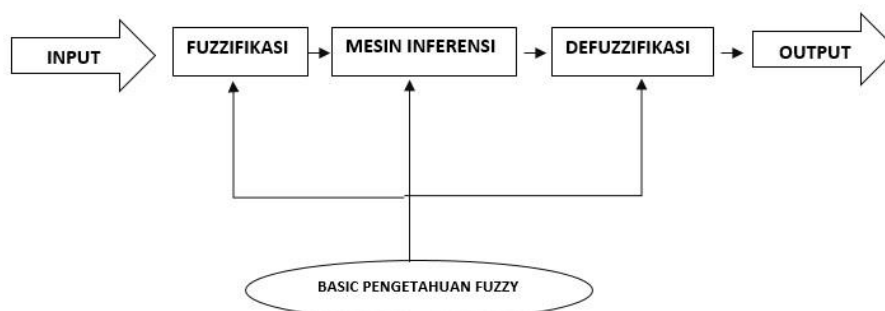 INPUT
FUZZIFIKASI
MESIN INFERENSI
DEFUZZIFIKASI
OUTPUT
BASIC PENGETAHUAN FUZZY